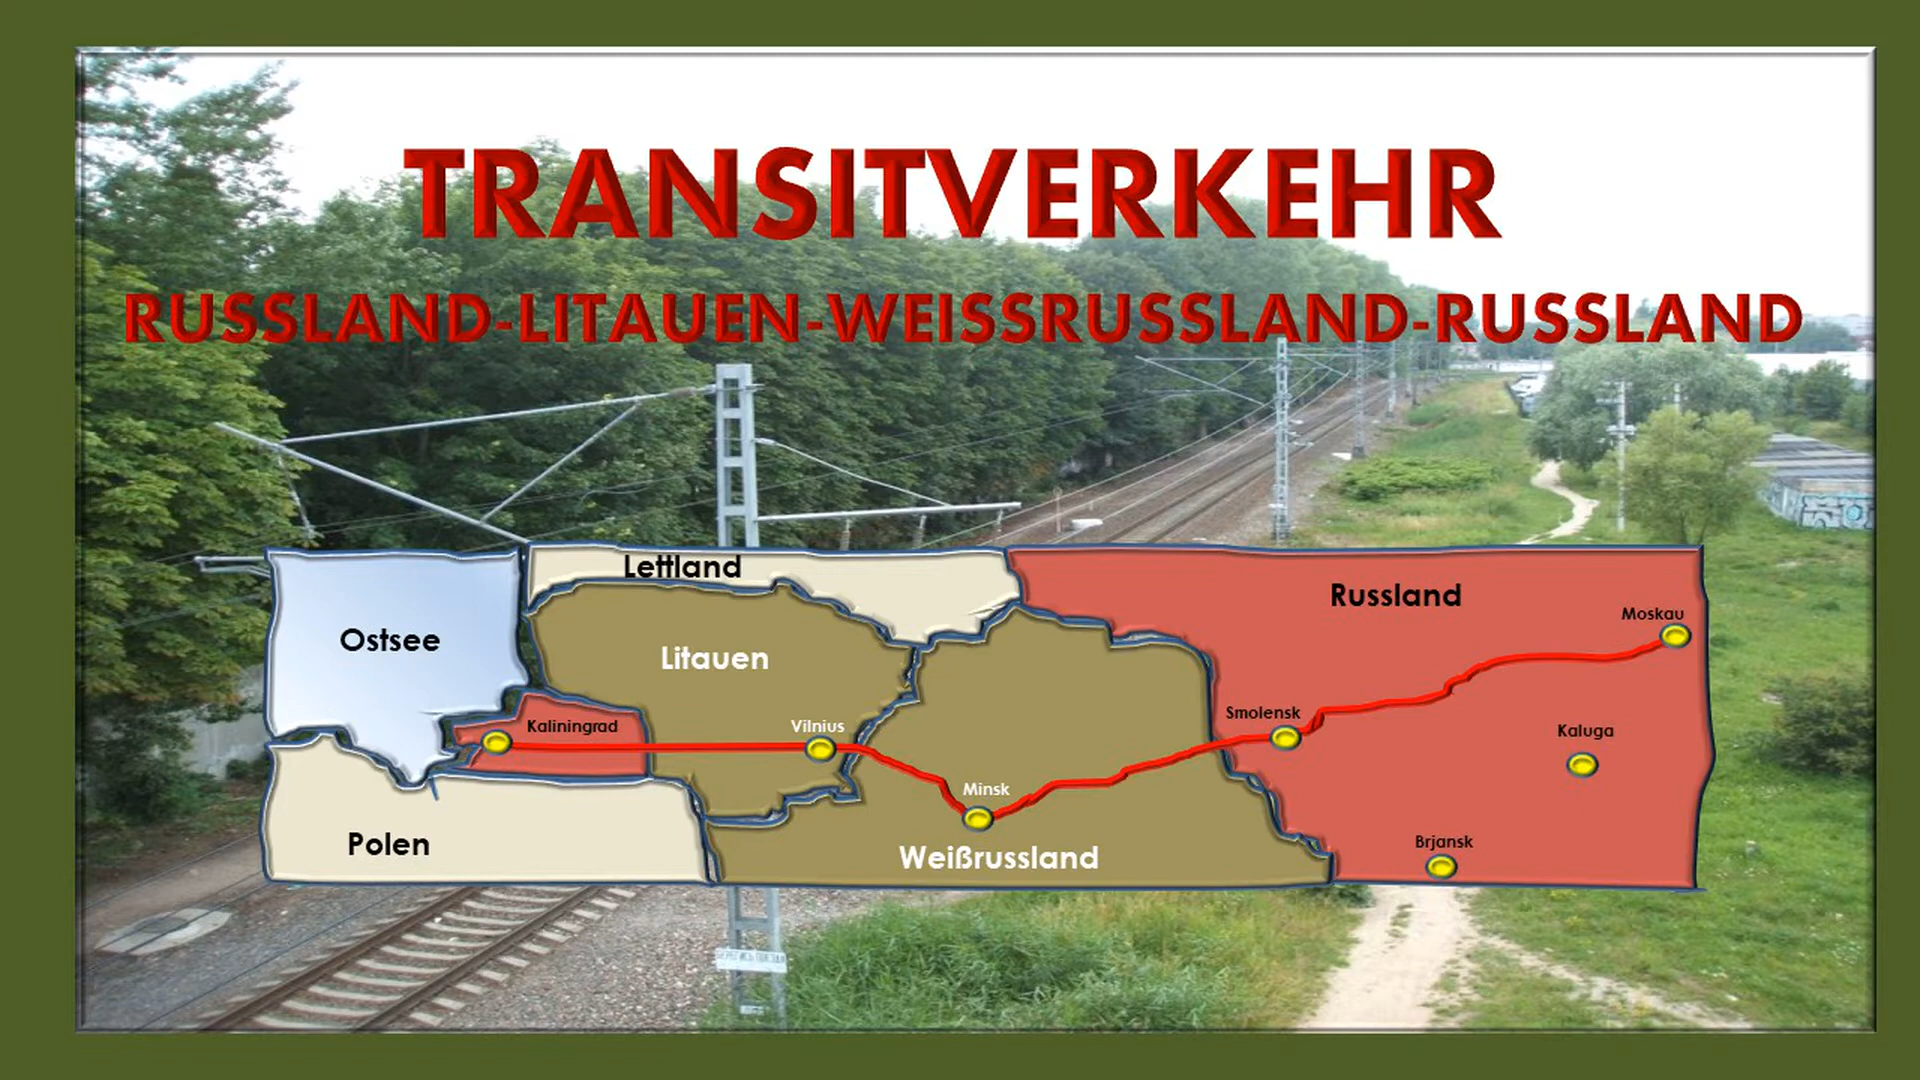 TRANSITVERKEHR
RUSSLAND-LITAUEN-WEISSRUSSLAND-RUSSLAND
Lettland
Russland
Moskau
Ostsee
Litauen
Smolensk
Kaliningrad
Vilnius
Kaluga
Minsk
Polen
Weißrussland
Brjansk